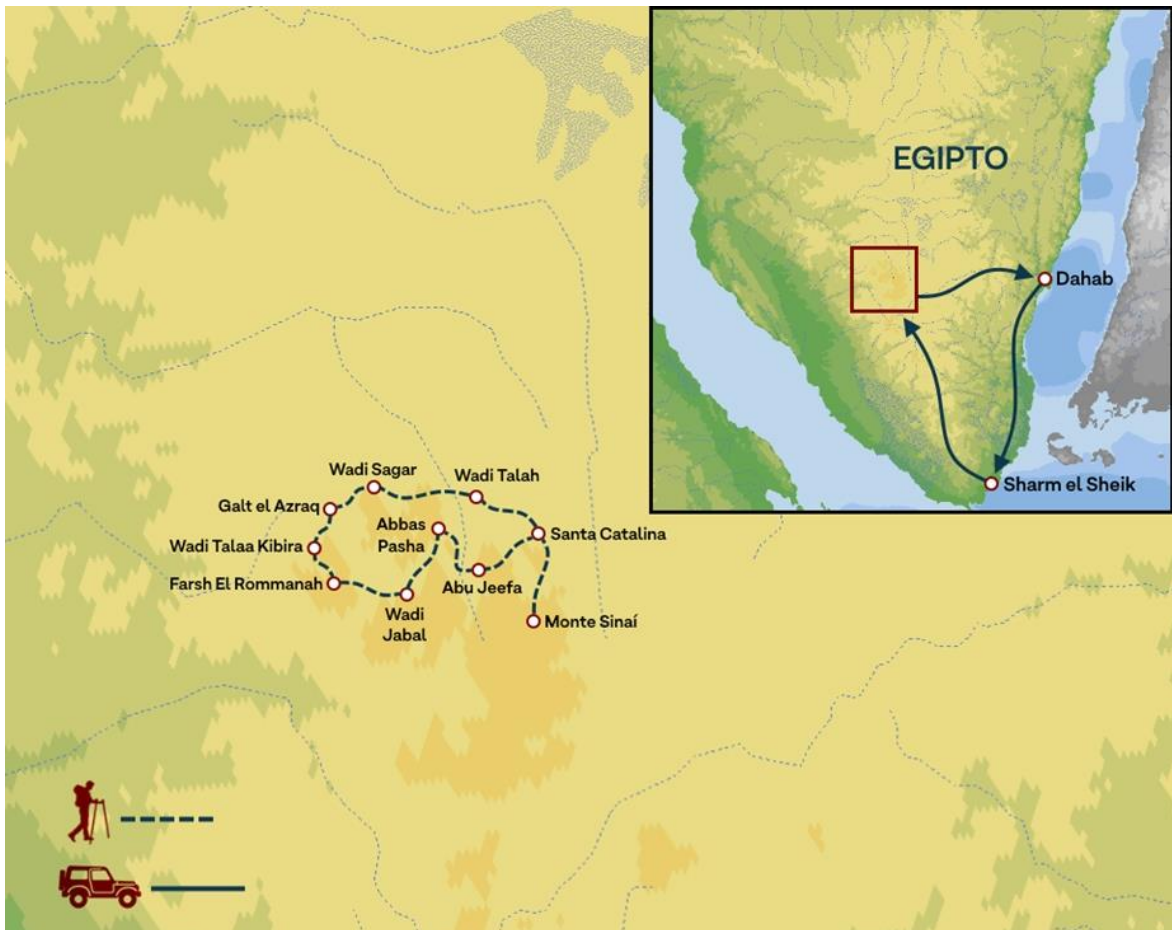 EGIPTO
Dahab
Sharm el Sheik
Wadi Sagar
Wadi Talah
Galt el Azraq
Abbas
Pasha
Santa Catalina
Wadi Talaa Kibira
Farsh El Rommanah
Abu Jeefa
Wadi
Jabal
Monte Sinaí